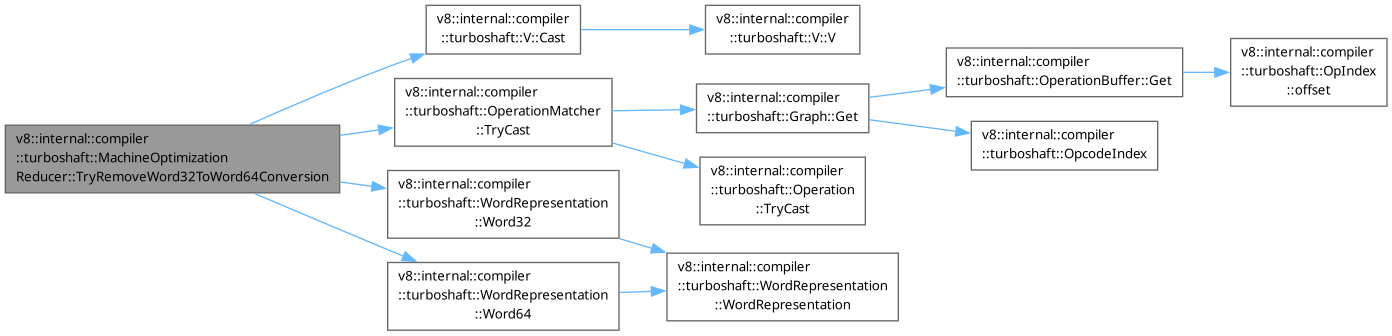 v8::internal::compiler
::turboshaft::MachineOptimization
Reducer::TryRemoveWord32ToWord64Conversion
v8::internal::compiler
::turboshaft::V::Cast
v8::internal::compiler
::turboshaft::V::V
v8::internal::compiler
::turboshaft::OperationMatcher
::TryCast
v8::internal::compiler
::turboshaft::Graph::Get
v8::internal::compiler
::turboshaft::OperationBuffer::Get
v8::internal::compiler
::turboshaft::OpIndex
::offset
v8::internal::compiler
::turboshaft::OpcodeIndex
v8::internal::compiler
::turboshaft::Operation
::TryCast
v8::internal::compiler
::turboshaft::WordRepresentation
::Word32
v8::internal::compiler
::turboshaft::WordRepresentation
::WordRepresentation
v8::internal::compiler
::turboshaft::WordRepresentation
::Word64